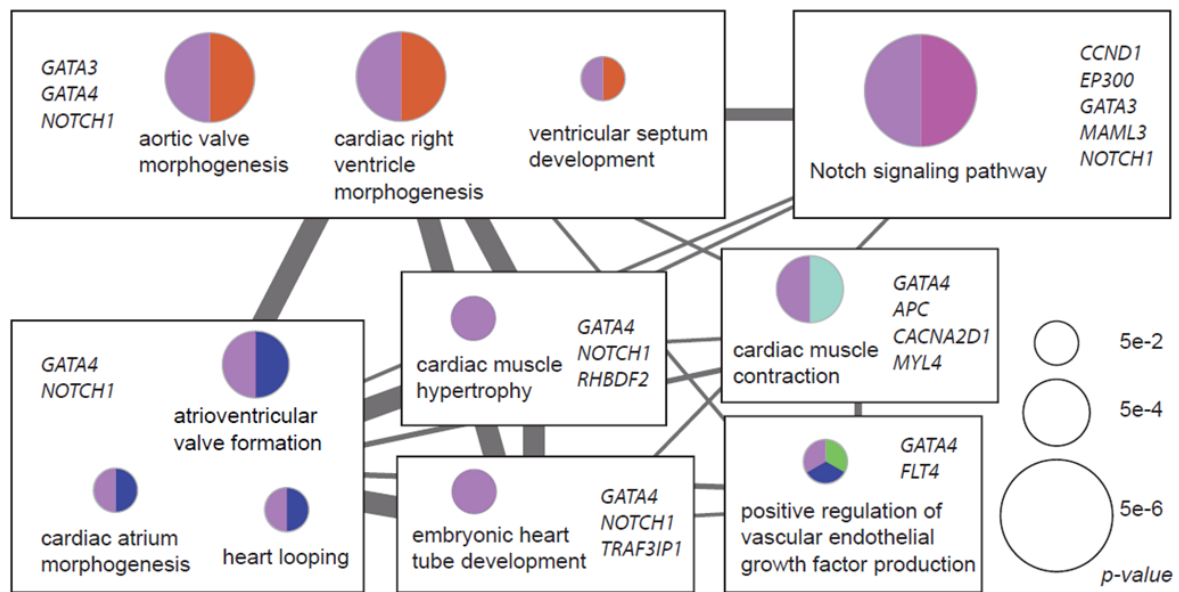 GATA3
GATA4
NOTCH1
aortic valve
morphogenesis
cardiac right
ventricle
morphogenesis
ventricular septum
development
Notch signaling pathway
CCND1
EP300
GATA3
MAML3
NOTCH1
GATA4
NOTCH1
atrioventricular
valve formation
cardiac atrium
morphogenesis
heart looping
cardiac muscle
hypertrophy
GATA4
NOTCH1
RHBDF2
cardiac muscle
contraction
GATA4
APC
CACNA2D1
MYL4
embryonic heart
tube development
GATA4
NOTCH1
TRAF3IP1
positive regulation of
vascular endothelial
growth factor production
GATA4
FLT4
5e-2
5e-4
5e-6
p-value